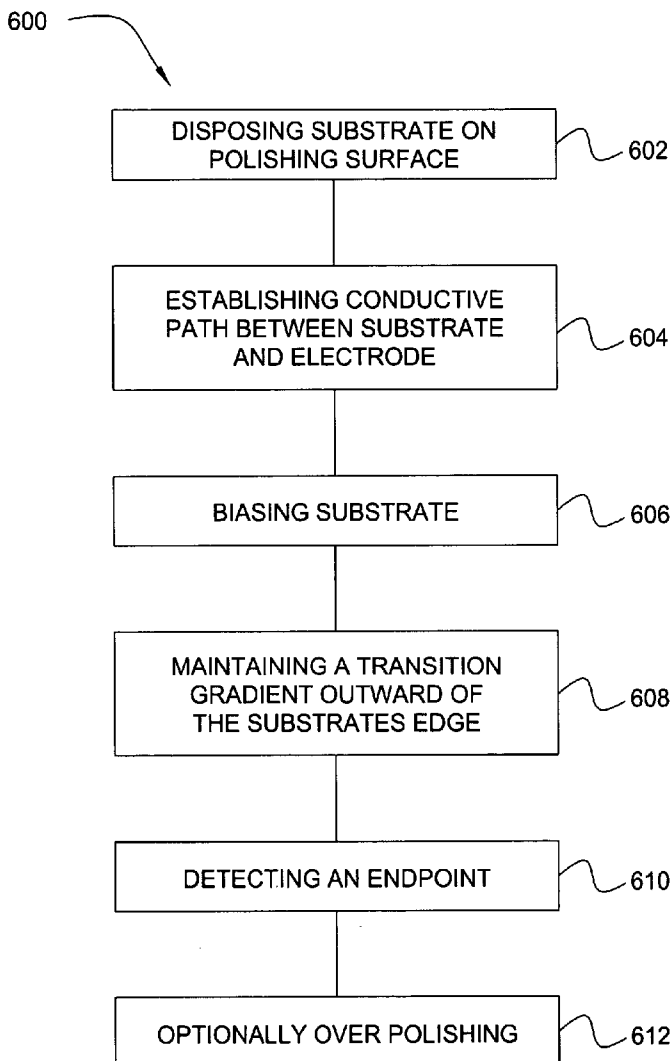 600
DISPOSING SUBSTRATE ON
POLISHING SURFACE
602
ESTABLISHING CONDUCTIVE
PATH BETWEEN SUBSTRATE
AND ELECTRODE
604
BIASING SUBSTRATE
606
MAINTAINING A TRANSITION
GRADIENT OUTWARD OF
THE SUBSTRATES EDGE
608
DETECTING AN ENDPOINT
610
OPTIONALLY OVER POLISHING
612